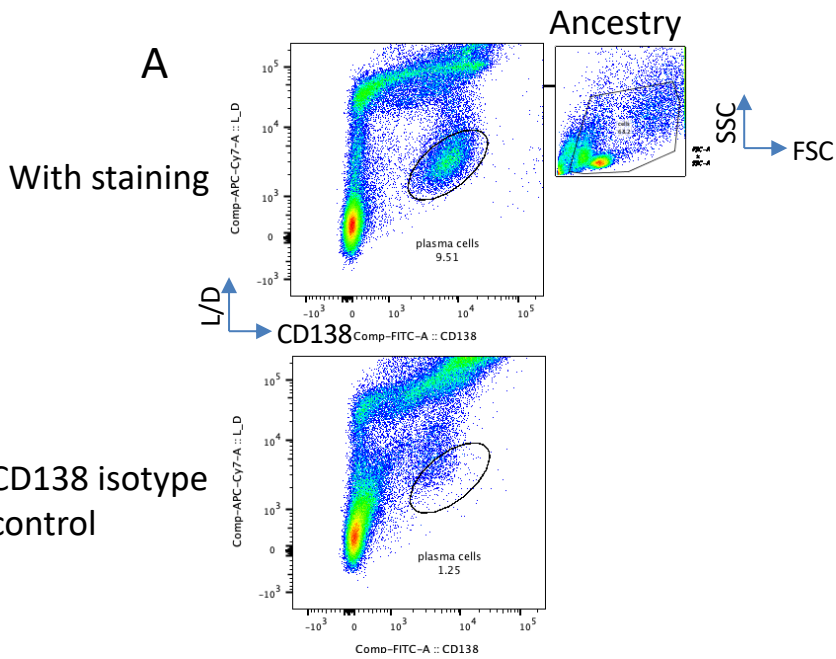 Ancestry
A
With staining
Comp-APC-Cy7-A :: L_D
10^5
10^4
10^3
0
-10^3
plasma cells
9.51
-10^3 0 10^3 10^4 10^5
Comp-FITC-A :: CD138
cells
SSC
FSC
FSC-A
SSC-A
L/D
CD138
CD138 isotype
control
Comp-APC-Cy7-A :: L_D
10^5
10^4
10^3
0
-10^3
plasma cells
1.25
-10^3 0 10^3 10^4 10^5
Comp-FITC-A :: CD138